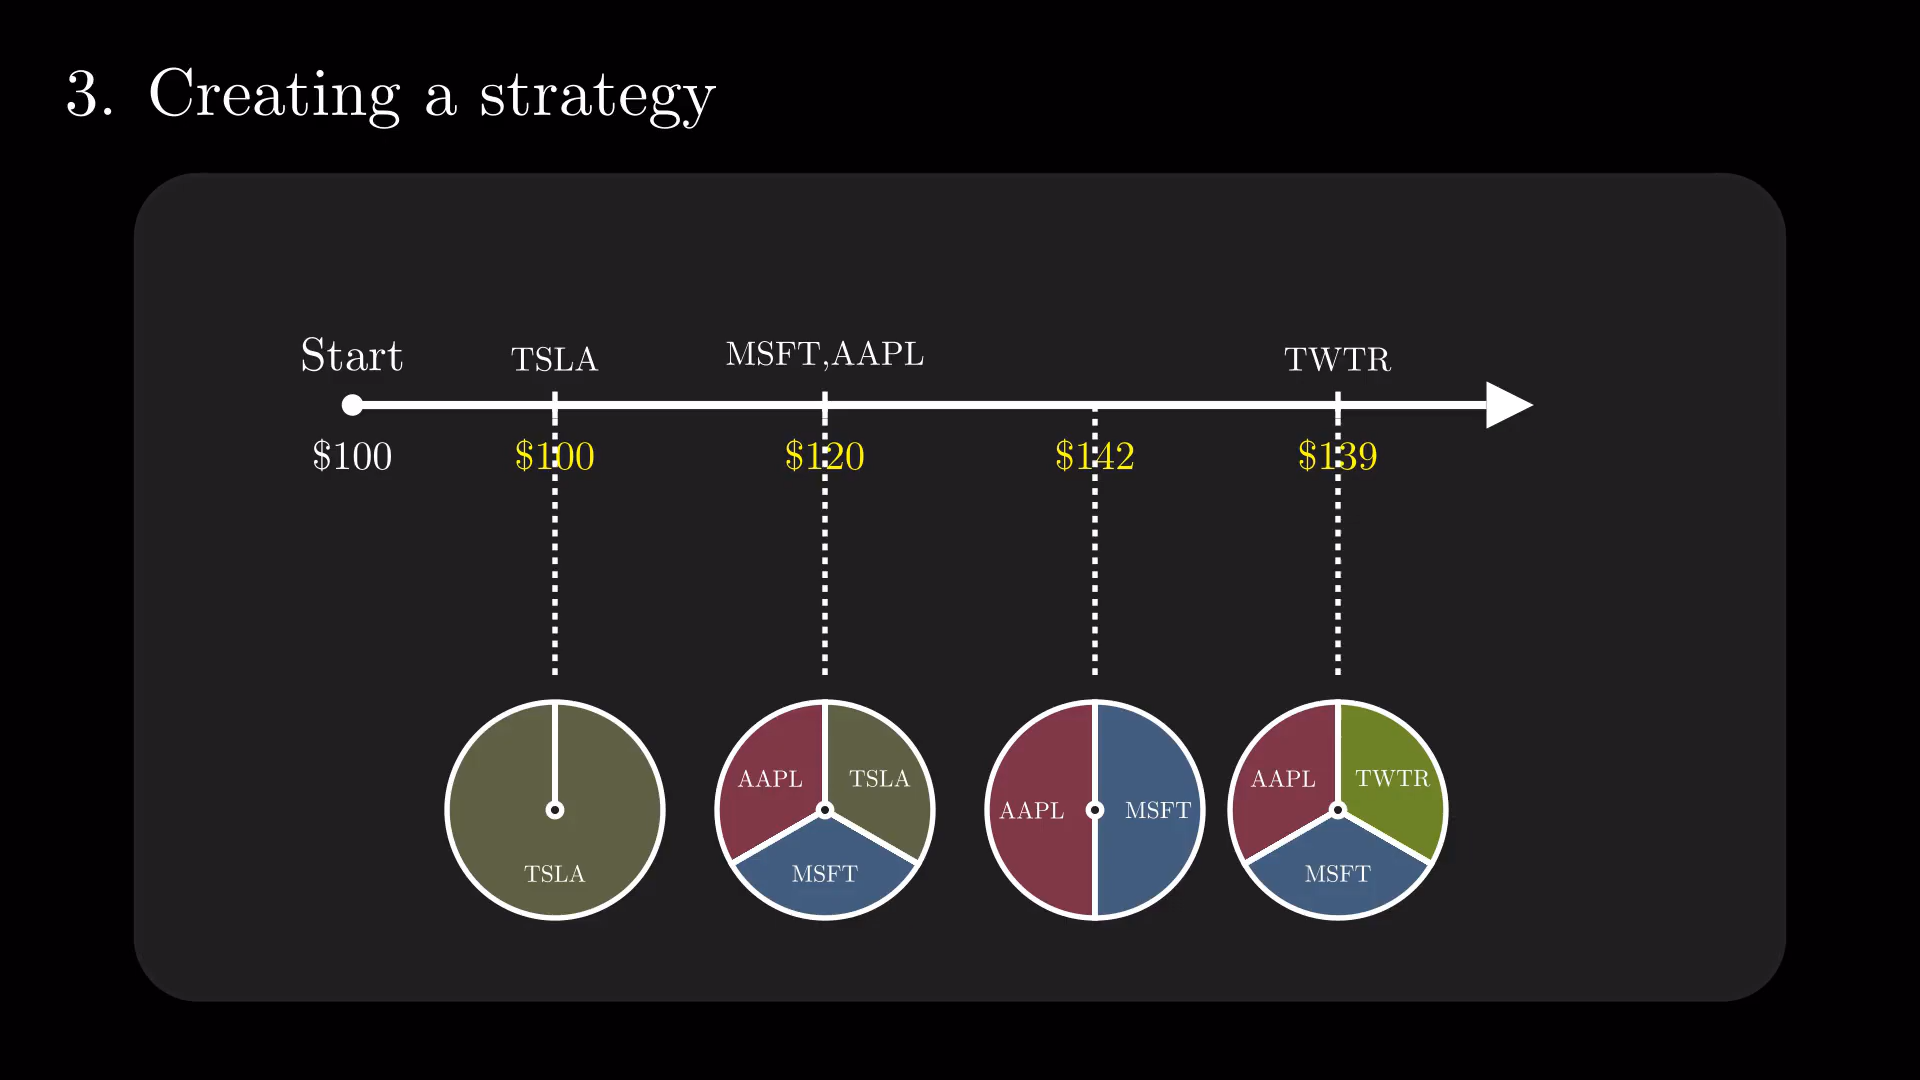 3. Creating a strategy
Start TSLA MSFT,AAPL TWTR
$100 $100 $120 $142 $139
TSLA
AAPL TSLA MSFT
AAPL MSFT
AAPL TWTR MSFT